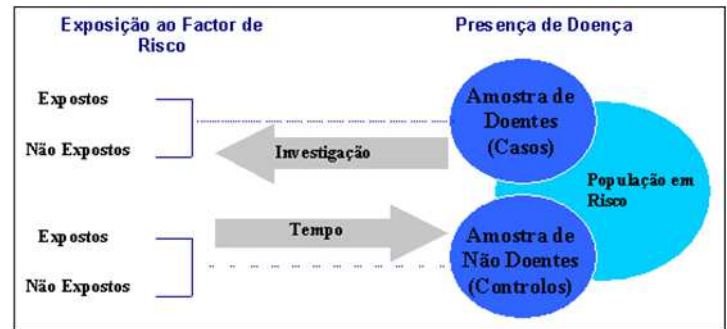 Exposição ao Factor de
Risco
Presença de Doença
Expostos
Não Expostos
Amostra de
Doentes
(Casos)
Investigação
População em
Risco
Tempo
Expostos
Não Expostos
Amostra de
Não Doentes
(Controlos)